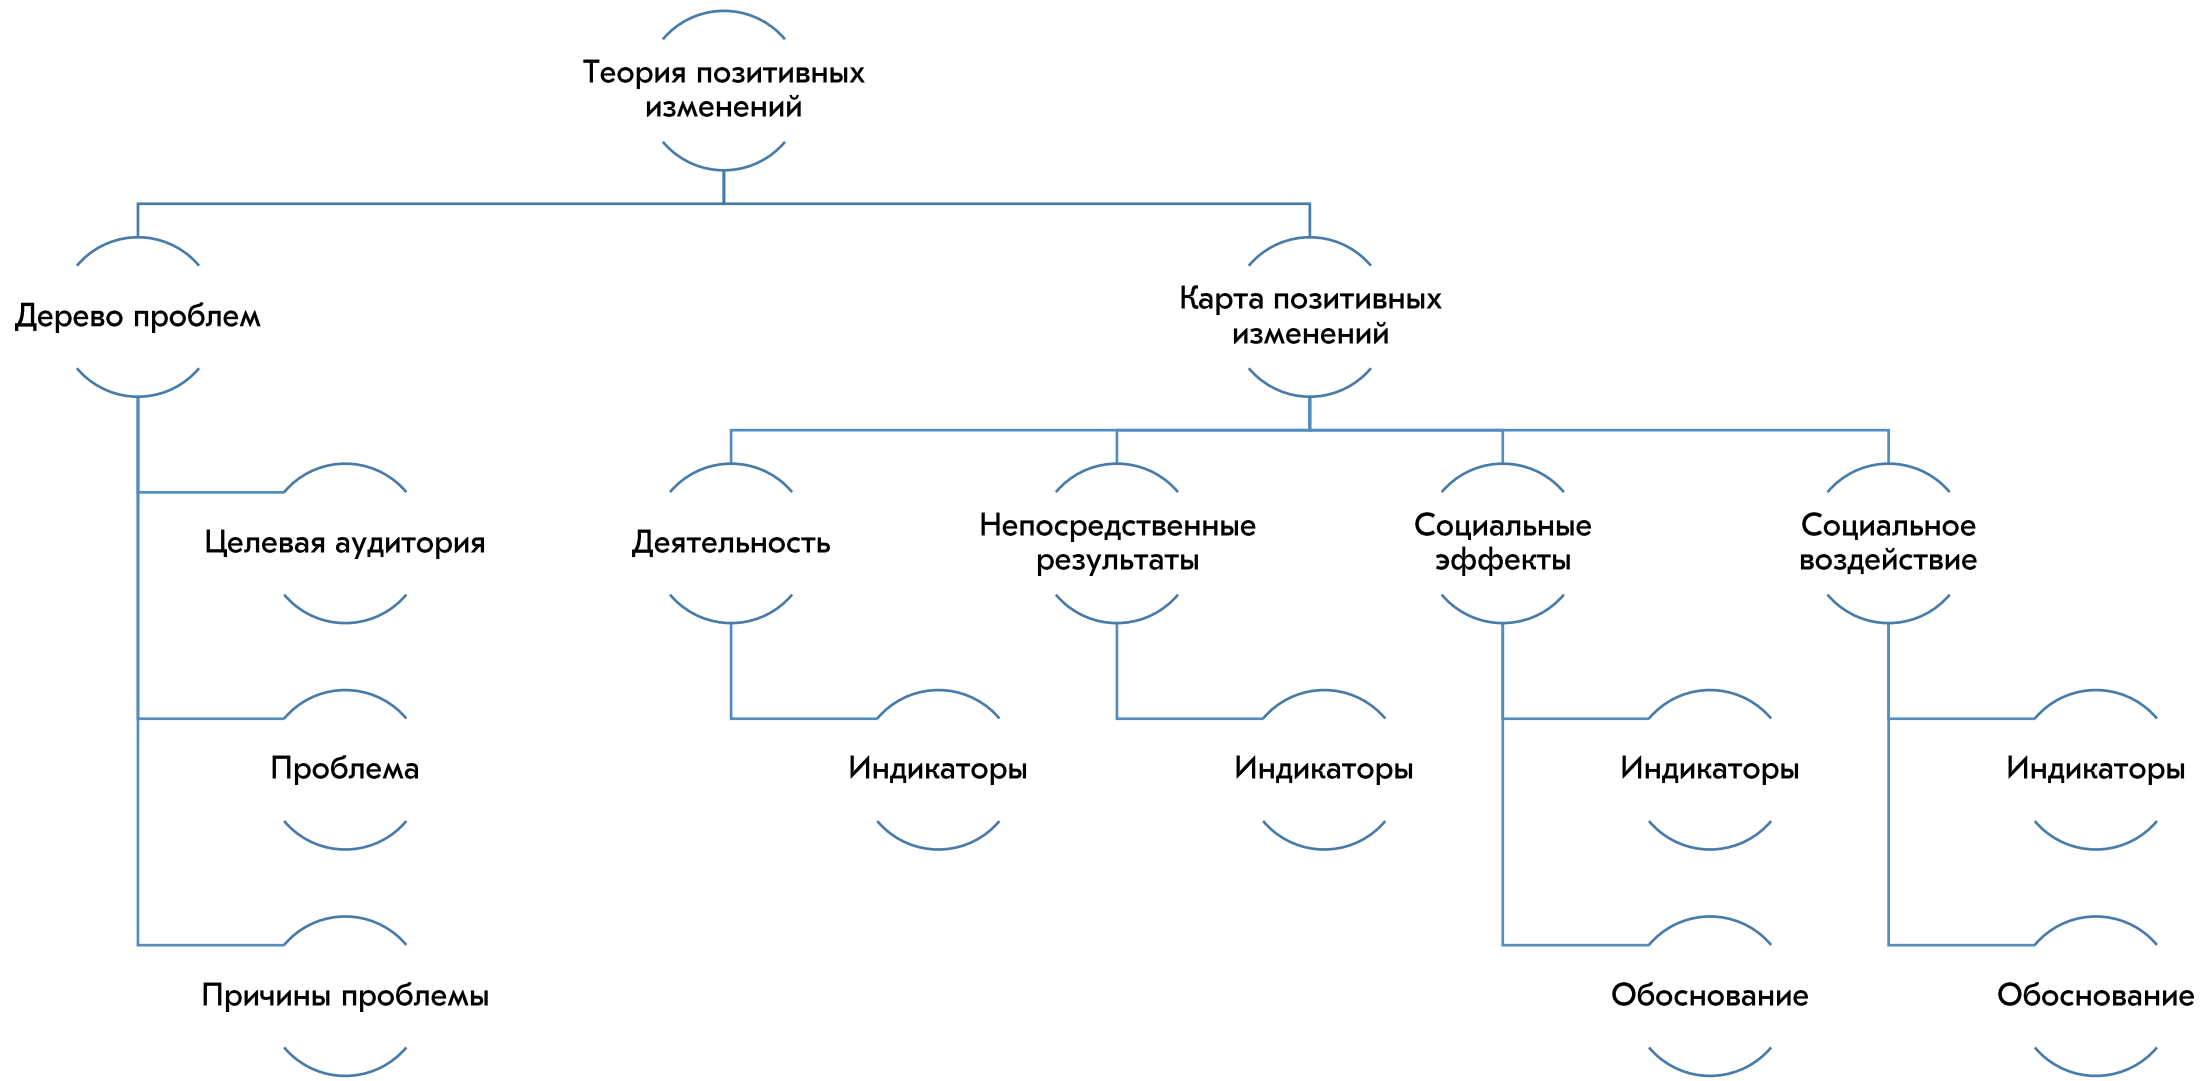 Теория позитивных
изменений
Дерево проблем
Карта позитивных
изменений
Целевая аудитория
Деятельность
Непосредственные
результаты
Социальные
эффекты
Социальное
воздействие
Проблема
Индикаторы
Индикаторы
Индикаторы
Индикаторы
Причины проблемы
Обоснование
Обоснование